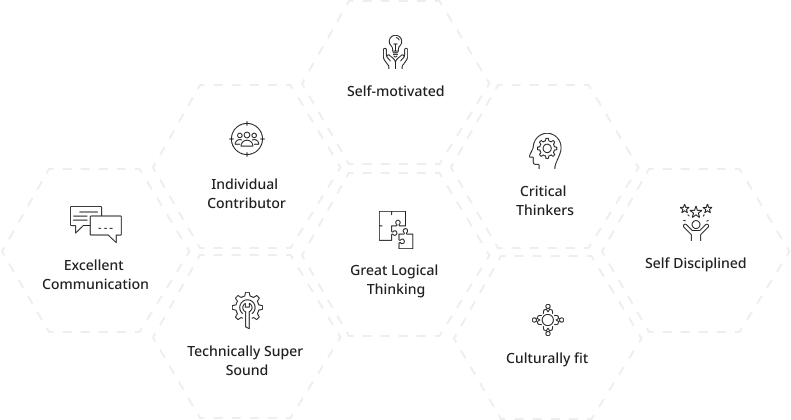 Self-motivated
Individual
Contributor
Critical
Thinkers
Excellent
Communication
Great Logical
Thinking
Self Disciplined
Technically Super
Sound
Culturally fit